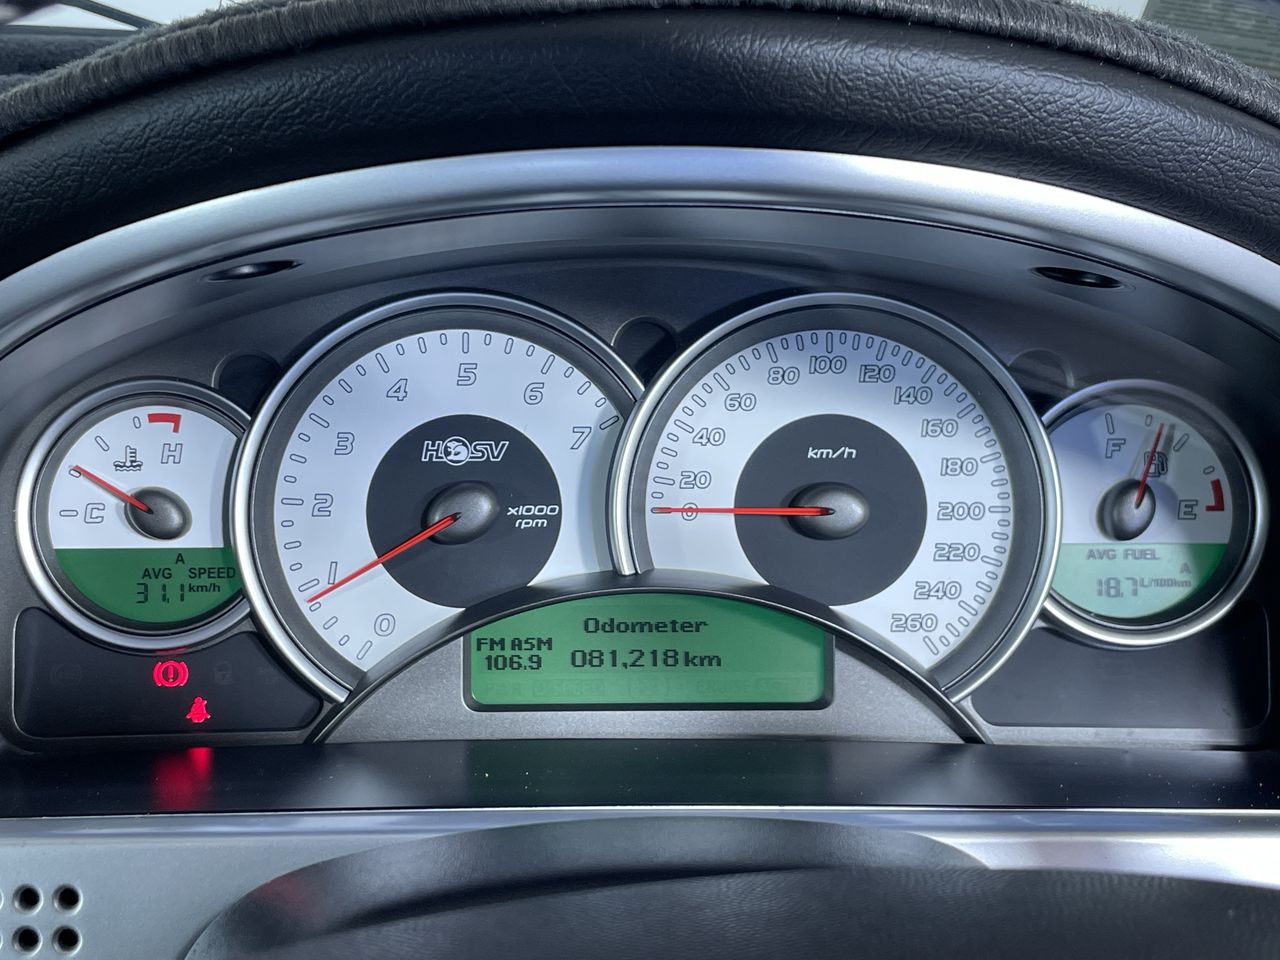 H
C
A
AVG SPEED
31.1 km/h
0
1
2
3
4
5
6
7
HSV
x1000
rpm
Odometer
FM A5M
106.9
081,218 km
0
20
40
60
80
100
120
140
160
180
200
220
240
260
km/h
F
E
AVG FUEL
A
18.7 L/100km